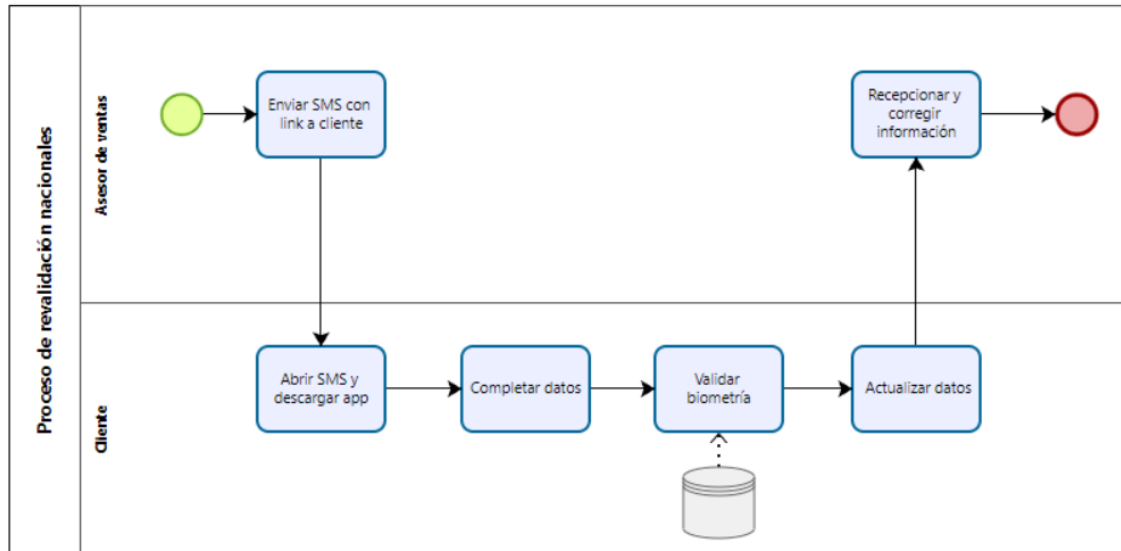 Proceso de revalidación nacionales
Asesor de ventas
Enviar SMS con
link a cliente
Recepcionar y
corregir
información
Cliente
Abrir SMS y
descargar app
Completar datos
Validar
biometría
Actualizar datos